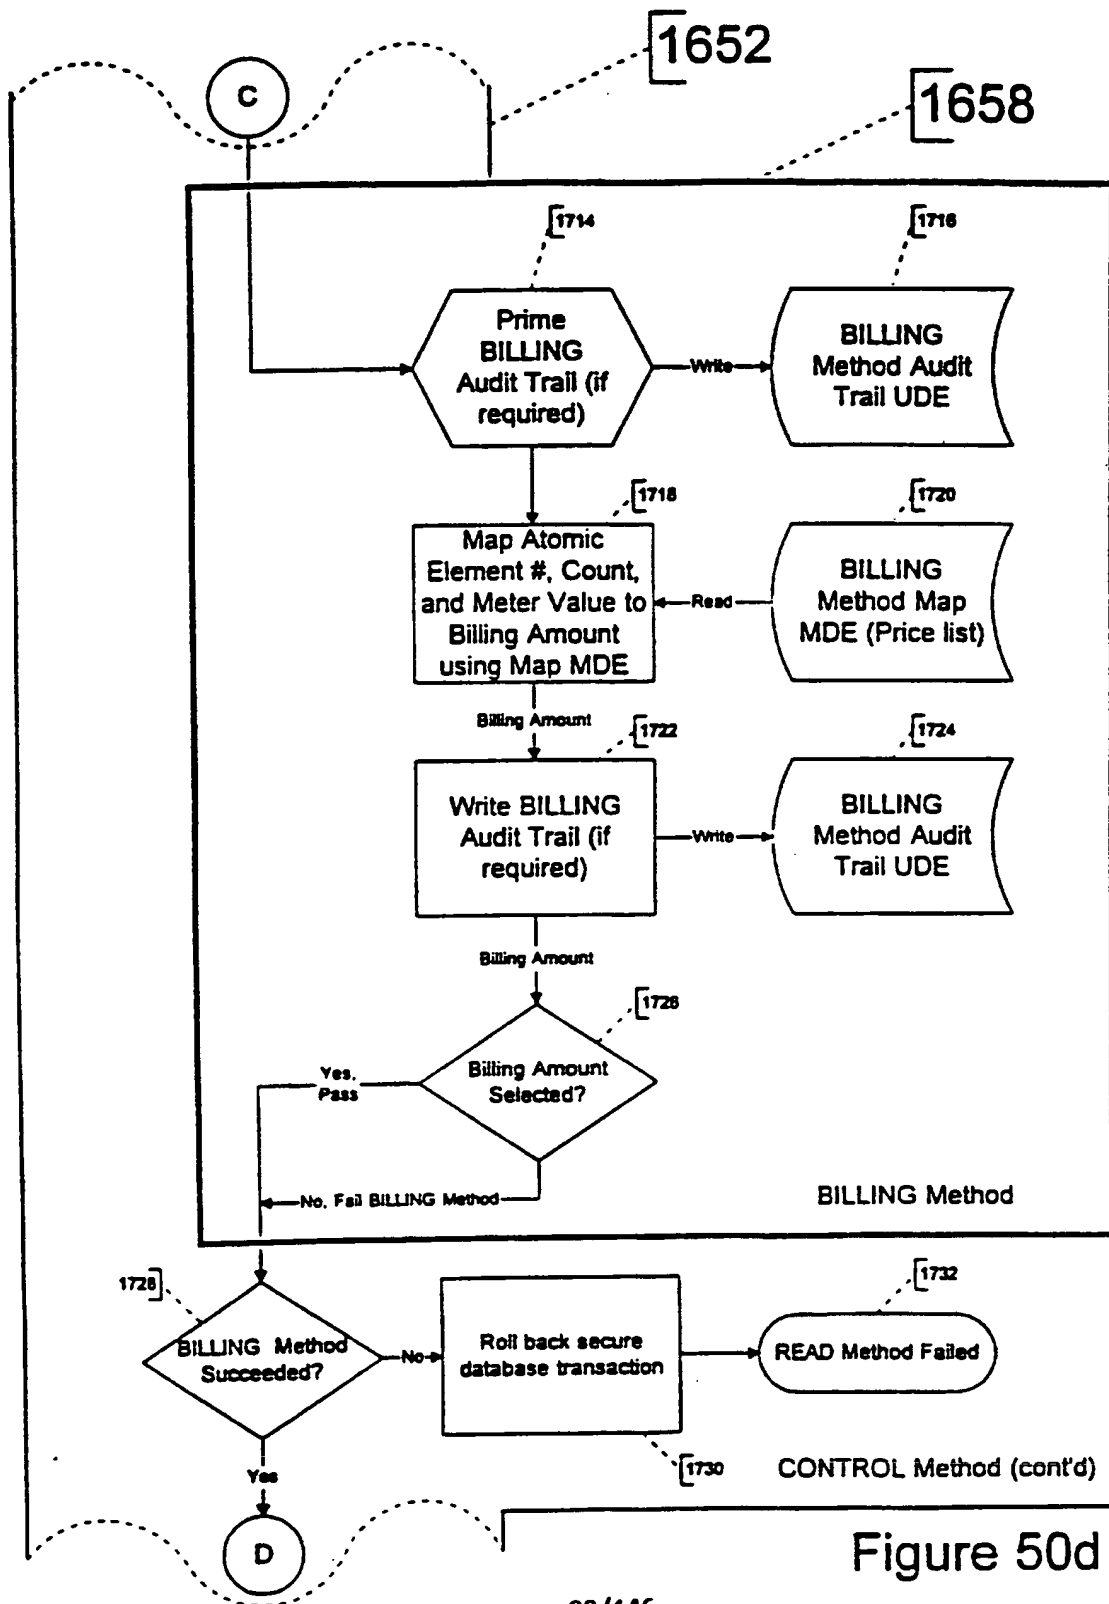 1652
C
1658
1714
1716
Prime
BILLING
Audit Trail (if
required)
Write
BILLING
Method Audit
Trail UDE
1718
1720
Map Atomic
Element #, Count,
and Meter Value to
Billing Amount
using Map MDE
Read
BILLING
Method Map
MDE (Price list)
Billing Amount
1722
1724
Write BILLING
Audit Trail (if
required)
Write
BILLING
Method Audit
Trail UDE
Billing Amount
1726
Billing Amount
Selected?
Yes,
Pass
No, Fail BILLING Method
BILLING Method
1728
1732
BILLING Method
Succeeded?
No
Roll back secure
database transaction
READ Method Failed
1730
CONTROL Method (cont'd)
Yes
D
Figure 50d